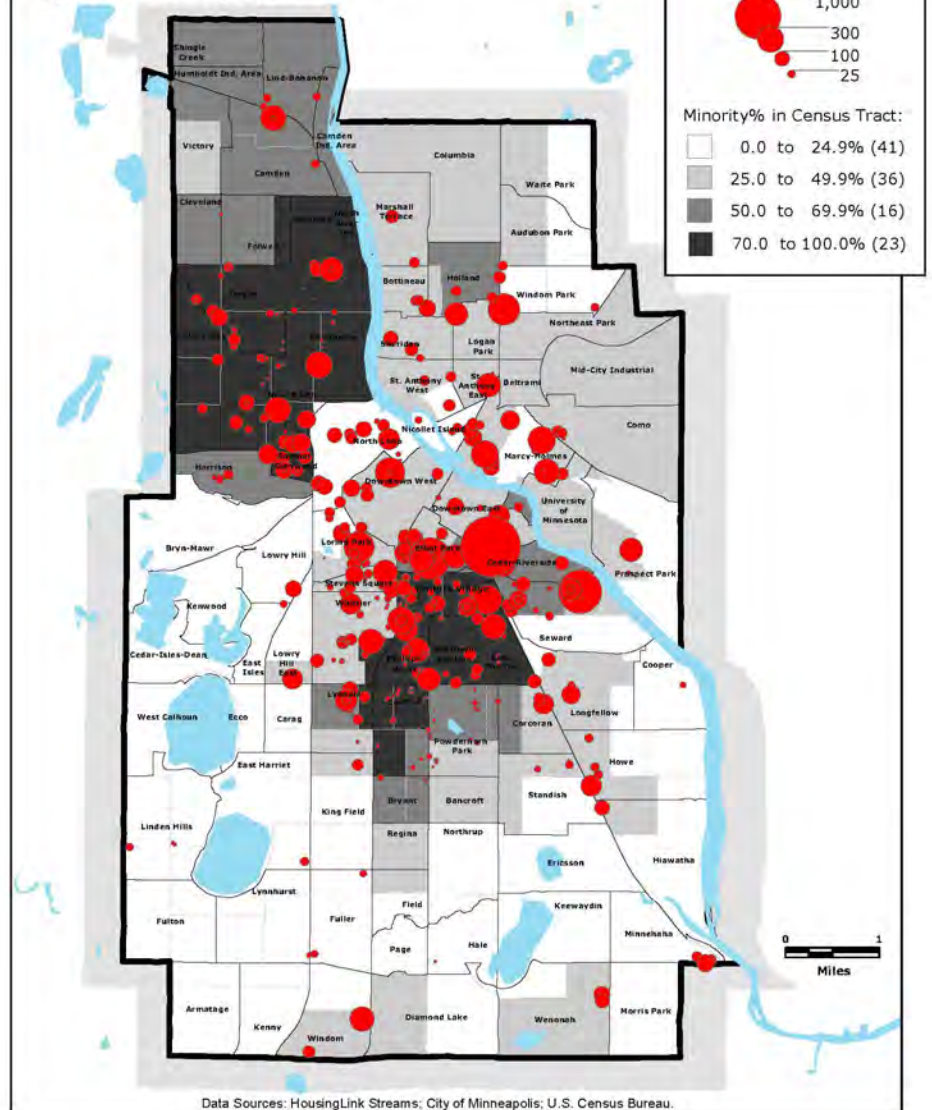 1,000
300
100
25
Minority% in Census Tract:
0.0 to 24.9% (41)
25.0 to 49.9% (36)
50.0 to 69.9% (16)
70.0 to 100.0% (23)
Shingle
Creek
Humboldt Ind. Area
Lind-Bohanon
Camden
Ind. Area
Victory
Columbia
Camden
Waite Park
Cleveland
Marshall
Terrace
Audubon Park
Folwell
Bottineau
Holland
Windom Park
Northeast Park
Sheridan
Logan
Park
Mid-City Industrial
St. Anthony
West
St.
Anthony
East
Beltrami
Como
Nicollet Island
North Loop
Marcy-Holmes
Harrison
Downtown West
Downtown East
University
of
Minnesota
Bryn-Mawr
Lowry Hill
Loring Park
Elliot Park
Cedar-Riverside
Prospect Park
Stevens Square
Kenwood
Whittier
Seward
Cedar-Isles-Dean
East
Isles
Lowry
Hill
East
Cooper
West Calhoun
Ecco
Carag
Lyndale
Corcoran
Longfellow
Powderhorn
Park
East Harriet
Howe
King Field
Bryant
Bancroft
Standish
Linden Hills
Regina
Northrup
Ericsson
Hiawatha
Lynnhurst
Field
Keewaydin
Fulton
Fuller
Page
Hale
Minnehaha
0 1
Miles
Armatage
Kenny
Windom
Diamond Lake
Wenonah
Morris Park
Data Sources: HousingLink Streams; City of Minneapolis; U.S. Census Bureau.